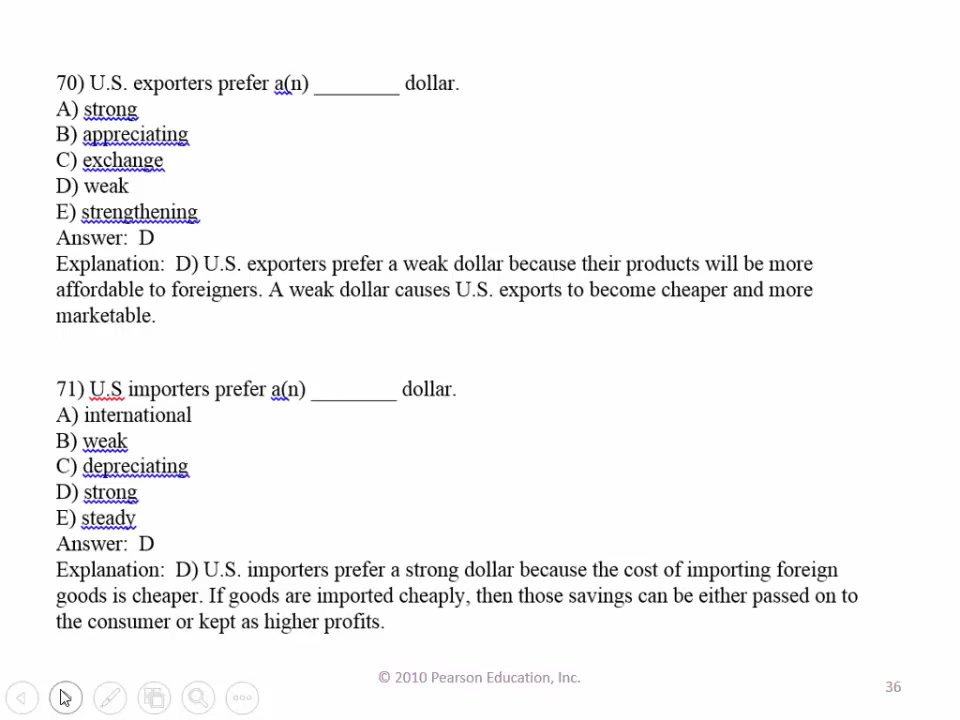 70) U.S. exporters prefer a(n) ________ dollar.
A) strong
B) appreciating
C) exchange
D) weak
E) strengthening
Answer:  D
Explanation:  D) U.S. exporters prefer a weak dollar because their products will be more
affordable to foreigners. A weak dollar causes U.S. exports to become cheaper and more
marketable.
71) U.S importers prefer a(n) ________ dollar.
A) international
B) weak
C) depreciating
D) strong
E) steady
Answer:  D
Explanation:  D) U.S. importers prefer a strong dollar because the cost of importing foreign
goods is cheaper. If goods are imported cheaply, then those savings can be either passed on to
the consumer or kept as higher profits.
© 2010 Pearson Education, Inc.
36